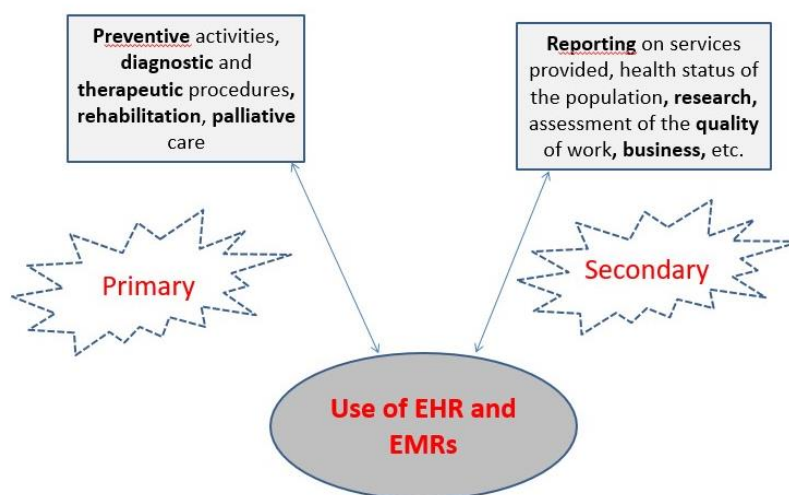 Preventive activities,
diagnostic and
therapeutic procedures,
rehabilitation, palliative
care
Reporting on services
provided, health status of
the population, research,
assessment of the quality
of work, business, etc.
Primary
Secondary
Use of EHR and
EMRs